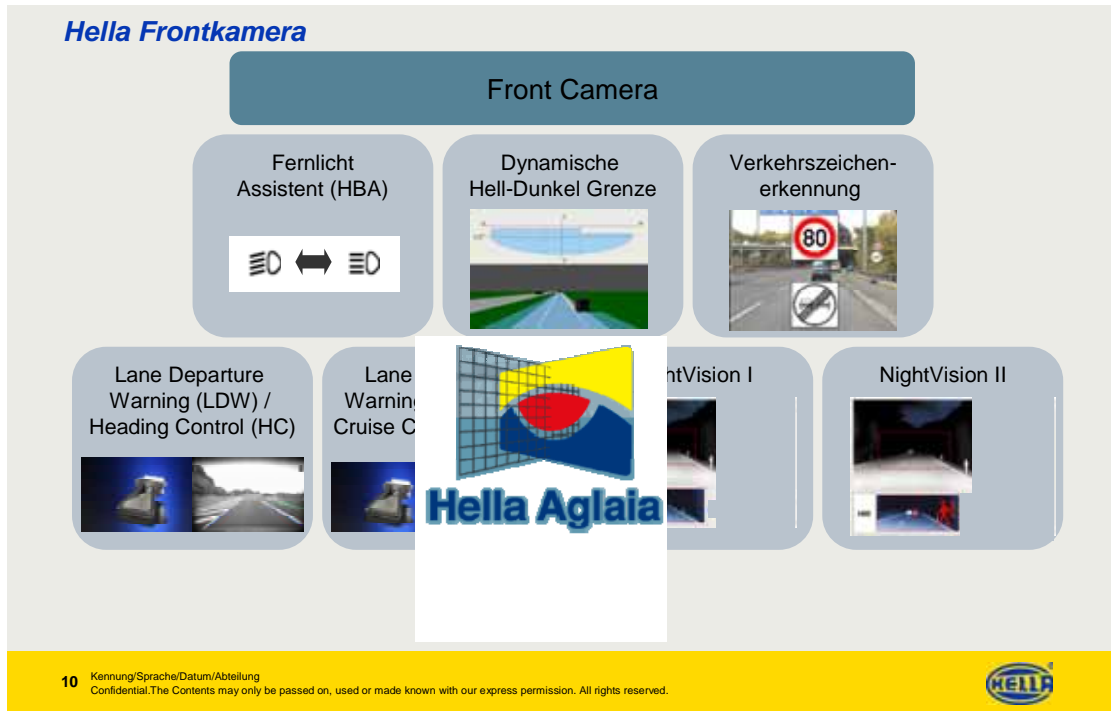 Hella Frontkamera
Front Camera
Fernlicht
Assistent (HBA)
Dynamische
Hell-Dunkel Grenze
Verkehrszeichen-
erkennung
80
Lane Departure
Warning (LDW) /
Heading Control (HC)
Lane
Warning
Cruise C
htVision I
NightVision II
Hella Aglaia
10
Kennung/Sprache/Datum/Abteilung
Confidential.The Contents may only be passed on, used or made known with our express permission. All rights reserved.
HELLA